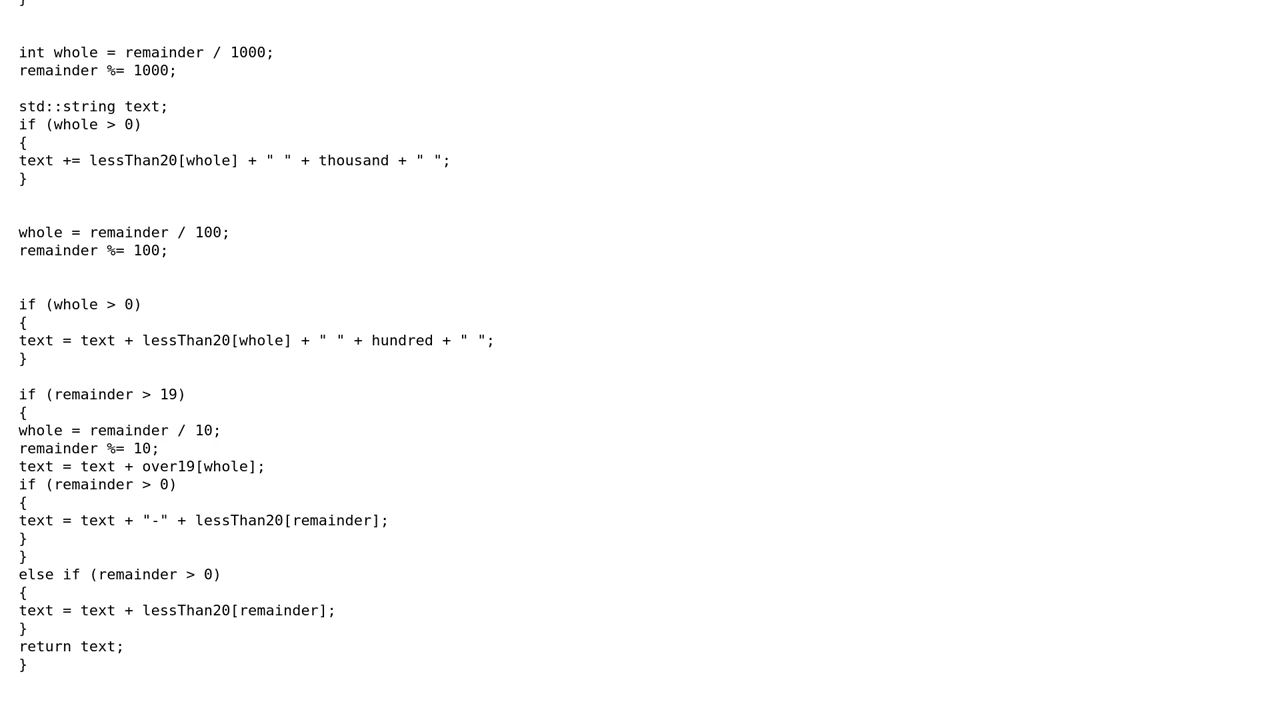 }
int whole = remainder / 1000;
remainder %= 1000;
std::string text;
if (whole > 0)
{
text += lessThan20[whole] + " " + thousand + " ";
}
whole = remainder / 100;
remainder %= 100;
if (whole > 0)
{
text = text + lessThan20[whole] + " " + hundred + " ";
}
if (remainder > 19)
{
whole = remainder / 10;
remainder %= 10;
text = text + over19[whole];
if (remainder > 0)
{
text = text + "-" + lessThan20[remainder];
}
}
else if (remainder > 0)
{
text = text + lessThan20[remainder];
}
return text;
}